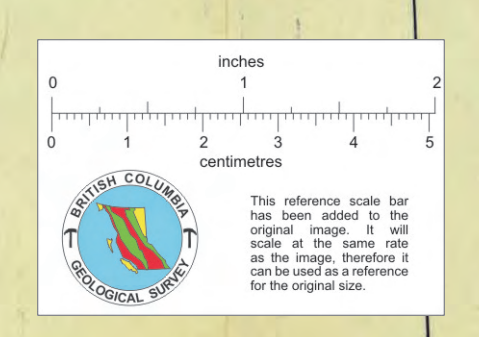 inches
0 1 2
0 1 2 3 4 5
centimetres
BRITISH COLUMBIA
GEOLOGICAL SURVEY
This reference scale bar
has been added to the
original image. It will
scale at the same rate
as the image, therefore it
can be used as a reference
for the original size.